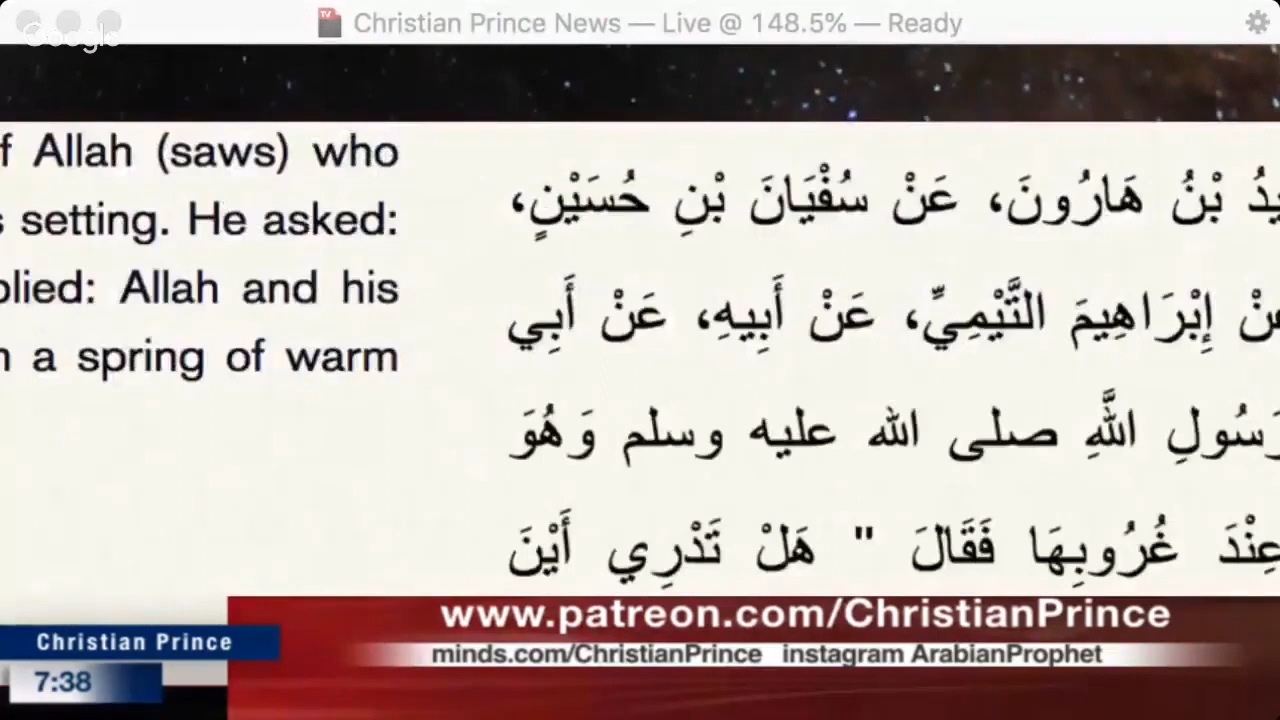 Google
Christian Prince News — Live @ 148.5% — Ready
f Allah (saws) who
s setting. He asked:
plied: Allah and his
a spring of warm
يدُ بْنُ هَارُونَ، عَنْ سُفْيَانَ بْنِ حُسَيْنٍ،
عَنْ إِبْرَاهِيمَ التَّيْمِيِّ، عَنْ أَبِيهِ، عَنْ أَبِي
رَسُولِ اللَّهِ صلى الله عليه وسلم وَهُوَ
عِنْدَ غُرُوبِهَا فَقَالَ " هَلْ تَدْرِي أَيْنَ
www.patreon.com/ChristianPrince
Christian Prince
minds.com/ChristianPrince instagram ArabianProphet
7:38